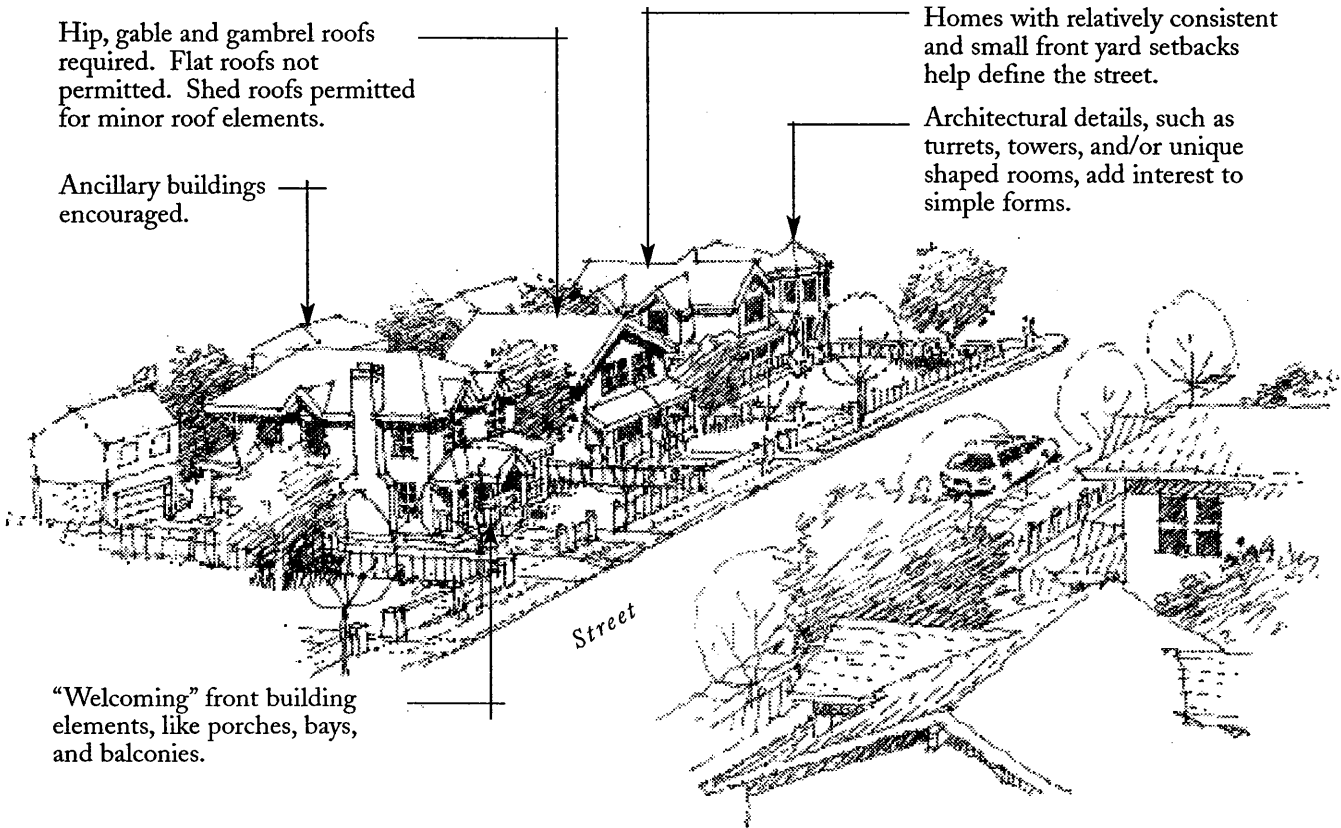 Hip, gable and gambrel roofs
required.  Flat roofs not
permitted.  Shed roofs permitted
for minor roof elements.
Ancillary buildings
encouraged.
Homes with relatively consistent
and small front yard setbacks
help define the street.
Architectural details, such as
turrets, towers, and/or unique
shaped rooms, add interest to
simple forms.
Street
“Welcoming” front building
elements, like porches, bays,
and balconies.